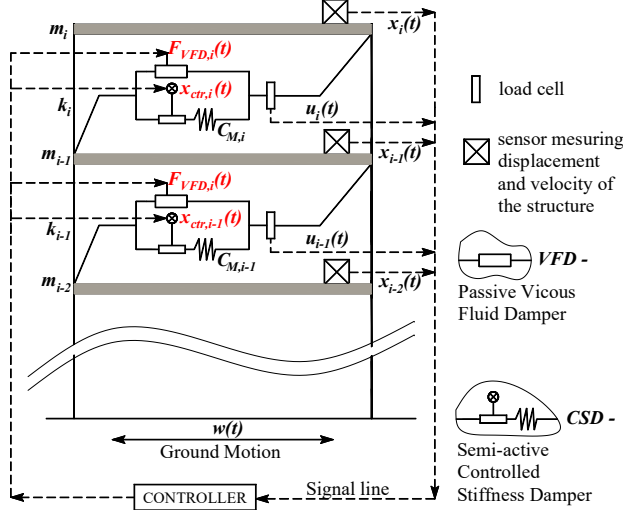 m_i
x_i(t)
F_VFD,i(t)
x_ctr,i(t)
k_i
u_i(t)
C_M,i
load cell
m_i-1
x_i-1(t)
sensor mesuring
displacement
and velocity of
the structure
F_VFD,i(t)
x_ctr,i-1(t)
k_i-1
u_i-1(t)
C_M,i-1
m_i-2
x_i-2(t)
VFD -
Passive Vicous
Fluid Damper
w(t)
Ground Motion
CSD -
Semi-active
Controlled
Stiffness Damper
CONTROLLER
Signal line